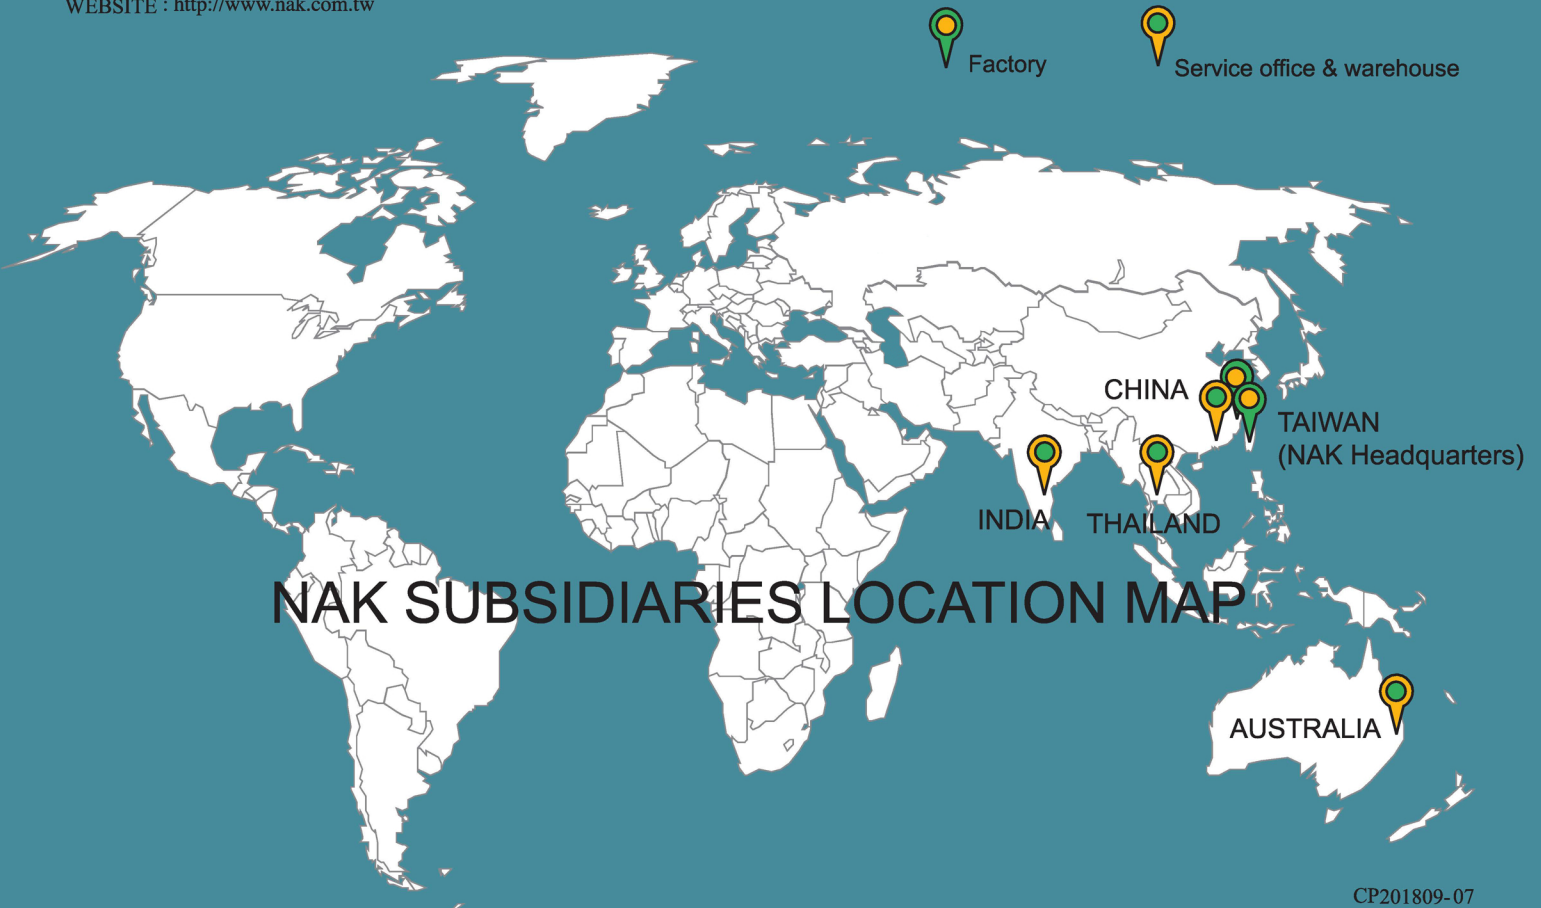 WEBSITE : http://www.nak.com.tw
Factory
Service office & warehouse
CHINA
TAIWAN
(NAK Headquarters)
INDIA
THAILAND
NAK SUBSIDIARIES LOCATION MAP
AUSTRALIA
CP201809-07